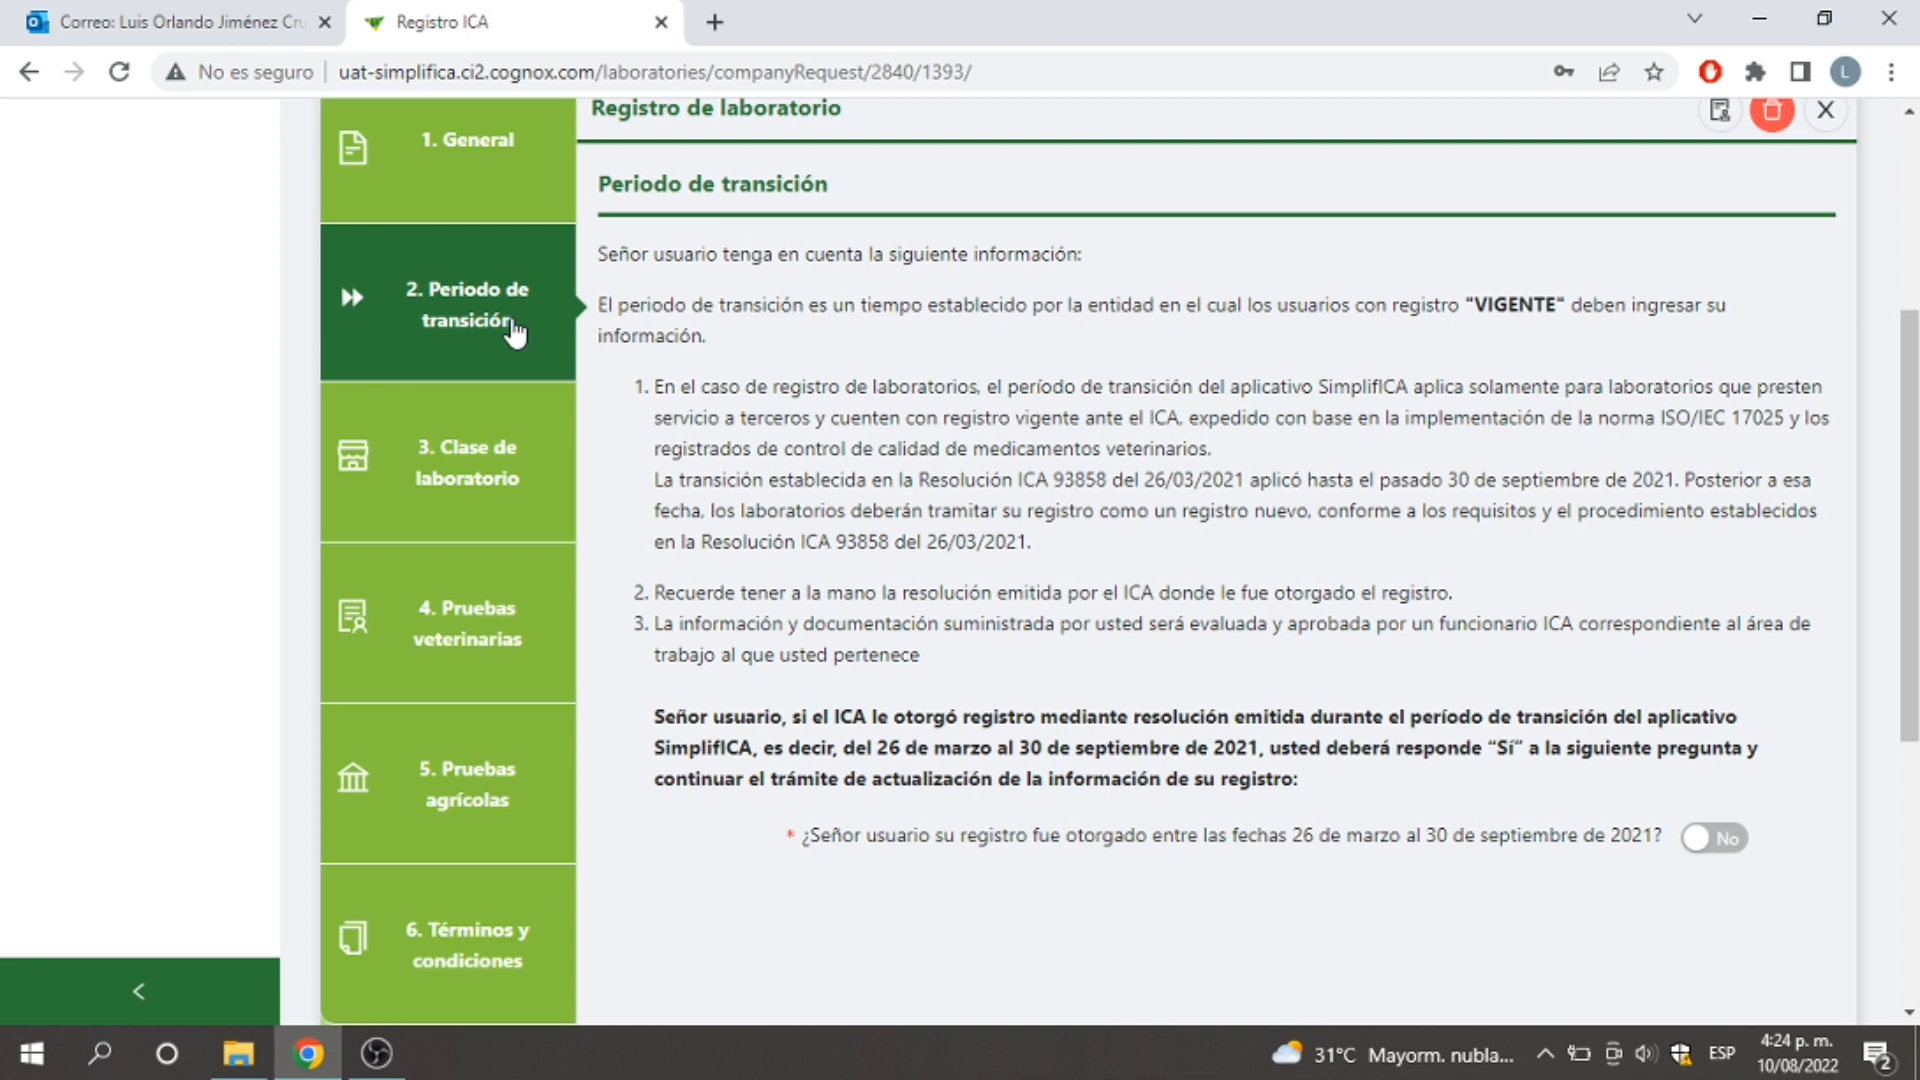 Correo: Luis Orlando Jiménez Cru
Registro ICA
No es seguro
uat-simplifica.ci2.cognox.com/laboratories/companyRequest/2840/1393/
L
Registro de laboratorio
1. General
2. Periodo de
transición
3. Clase de
laboratorio
4. Pruebas
veterinarias
5. Pruebas
agrícolas
6. Términos y
condiciones
Periodo de transición
Señor usuario tenga en cuenta la siguiente información:
El periodo de transición es un tiempo establecido por la entidad en el cual los usuarios con registro "VIGENTE" deben ingresar su
información.
1. En el caso de registro de laboratorios, el período de transición del aplicativo SimplifICA aplica solamente para laboratorios que presten
servicio a terceros y cuenten con registro vigente ante el ICA, expedido con base en la implementación de la norma ISO/IEC 17025 y los
registrados de control de calidad de medicamentos veterinarios.
La transición establecida en la Resolución ICA 93858 del 26/03/2021 aplicó hasta el pasado 30 de septiembre de 2021. Posterior a esa
fecha, los laboratorios deberán tramitar su registro como un registro nuevo, conforme a los requisitos y el procedimiento establecidos
en la Resolución ICA 93858 del 26/03/2021.
2. Recuerde tener a la mano la resolución emitida por el ICA donde le fue otorgado el registro.
3. La información y documentación suministrada por usted será evaluada y aprobada por un funcionario ICA correspondiente al área de
trabajo al que usted pertenece
Señor usuario, si el ICA le otorgó registro mediante resolución emitida durante el período de transición del aplicativo
SimplifICA, es decir, del 26 de marzo al 30 de septiembre de 2021, usted deberá responde “Sí” a la siguiente pregunta y
continuar el trámite de actualización de la información de su registro:
* ¿Señor usuario su registro fue otorgado entre las fechas 26 de marzo al 30 de septiembre de 2021? No
31°C Mayorm. nubla...
ESP
4:24 p. m.
10/08/2022
2